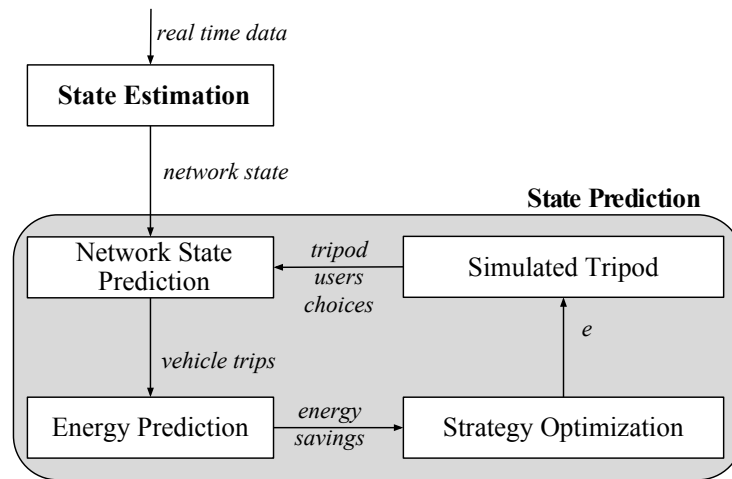 real time data
State Estimation
network state
State Prediction
Network State
Prediction
tripod
users
choices
Simulated Tripod
vehicle trips
e
Energy Prediction
energy
savings
Strategy Optimization